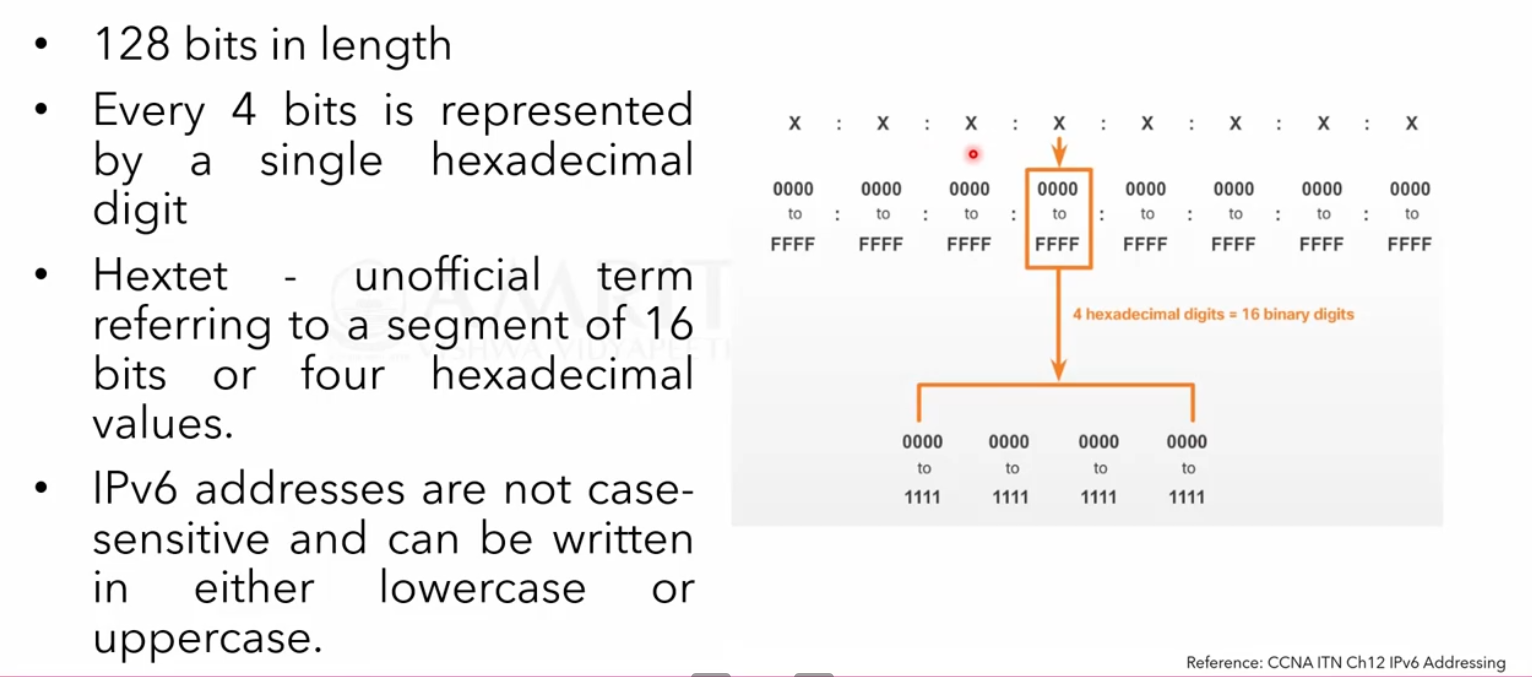 • 128 bits in length
• Every 4 bits is represented
by a single hexadecimal
digit
• Hextet - unofficial term
referring to a segment of 16
bits or four hexadecimal
values.
• IPv6 addresses are not case-
sensitive and can be written
in either lowercase or
uppercase.
X : X : X : X : X : X : X : X
0000 0000 0000 0000 0000 0000 0000 0000
to : to : to : to : to : to : to : to
FFFF FFFF FFFF FFFF FFFF FFFF FFFF FFFF
4 hexadecimal digits = 16 binary digits
0000 0000 0000 0000
to to to to
1111 1111 1111 1111
Reference: CCNA ITN Ch12 IPv6 Addressing